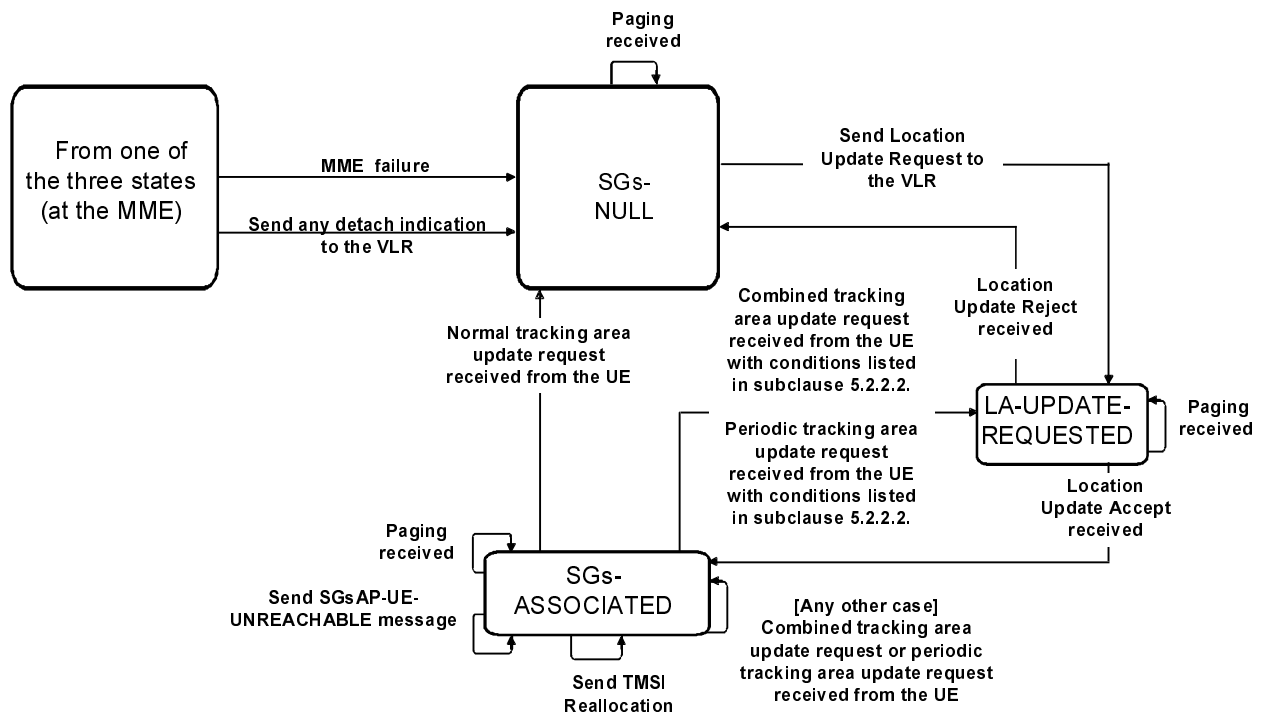 Paging
received
From one of
the three states
(at the MME)
MME failure
Send any detach indication
to the VLR
SGs-
NULL
Send Location
Update Request to
the VLR
Location
Update Reject
received
Normal tracking area
update request
received from the UE
Combined tracking
area update request
received from the UE
with conditions listed
in subclause 5.2.2.2.
Periodic tracking area
update request
received from the UE
with conditions listed
in subclause 5.2.2.2.
LA-UPDATE-
REQUESTED
Paging
received
Location
Update Accept
received
Paging
received
SGs-
ASSOCIATED
Send SGsAP-UE-
UNREACHABLE message
Send TMSI
Reallocation
[Any other case]
Combined tracking area
update request or periodic
tracking area update request
received from the UE